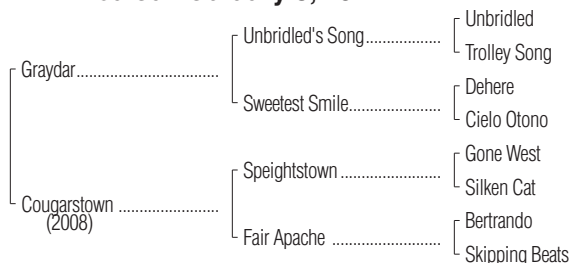 Unbridled
Unbridled's Song....................
Trolley Song
Graydar......................................
Dehere
Sweetest Smile.......................
Cielo Otono
Gone West
Speightstown .........................
Silken Cat
Cougarstown ...........................
(2008)
Bertrando
Fair Apache ...........................
Skipping Beats